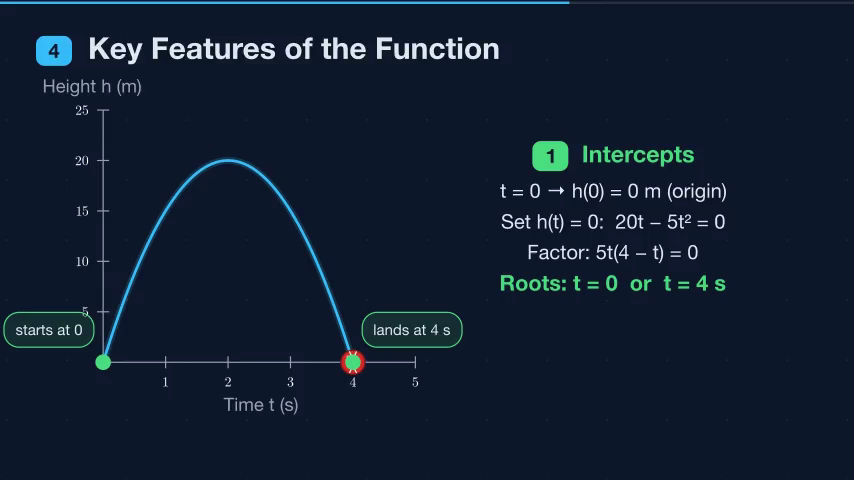 4 Key Features of the Function
Height h (m)
25
20
15
10
5
starts at 0
lands at 4 s
1 2 3 4 5
Time t (s)
1 Intercepts
t = 0 → h(0) = 0 m (origin)
Set h(t) = 0: 20t − 5t² = 0
Factor: 5t(4 − t) = 0
Roots: t = 0 or t = 4 s